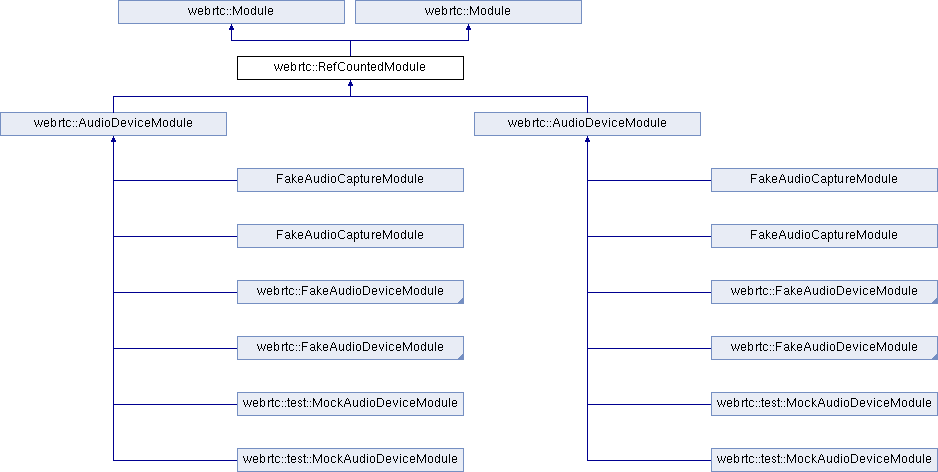 webrtc::Module
webrtc::Module
webrtc::RefCountedModule
webrtc::AudioDeviceModule
webrtc::AudioDeviceModule
FakeAudioCaptureModule
FakeAudioCaptureModule
FakeAudioCaptureModule
FakeAudioCaptureModule
webrtc::FakeAudioDeviceModule
webrtc::FakeAudioDeviceModule
webrtc::FakeAudioDeviceModule
webrtc::FakeAudioDeviceModule
webrtc::test::MockAudioDeviceModule
webrtc::test::MockAudioDeviceModule
webrtc::test::MockAudioDeviceModule
webrtc::test::MockAudioDeviceModule